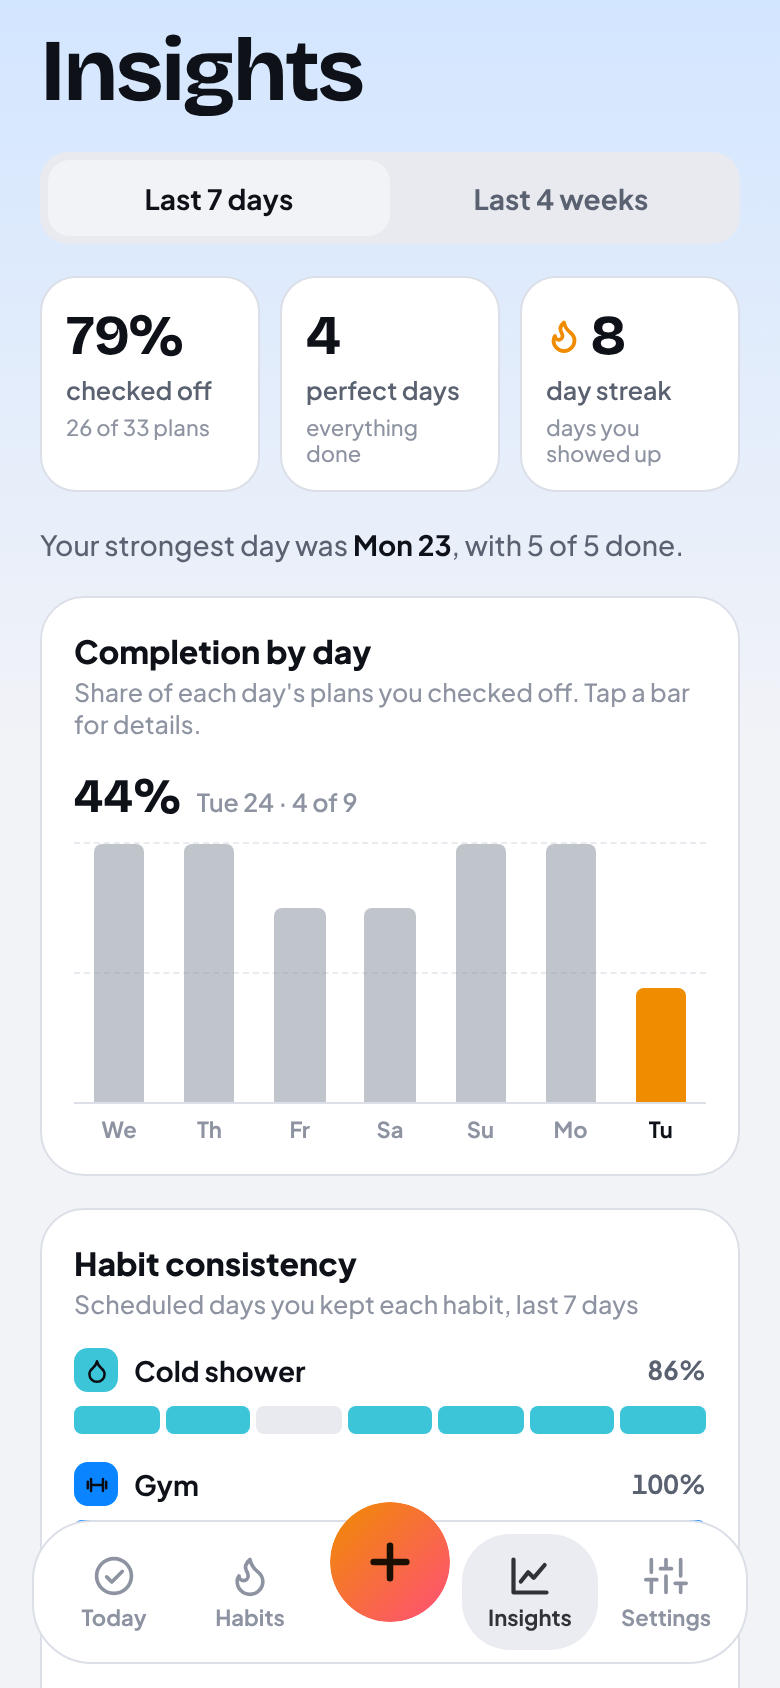 Insights
Last 7 days
Last 4 weeks
79%
checked off
26 of 33 plans
4
perfect days
everything
done
8
day streak
days you
showed up
Your strongest day was Mon 23, with 5 of 5 done.
Completion by day
Share of each day's plans you checked off. Tap a bar
for details.
44% Tue 24 · 4 of 9
We Th Fr Sa Su Mo Tu
Habit consistency
Scheduled days you kept each habit, last 7 days
Cold shower 86%
Gym 100%
Today Habits Insights Settings